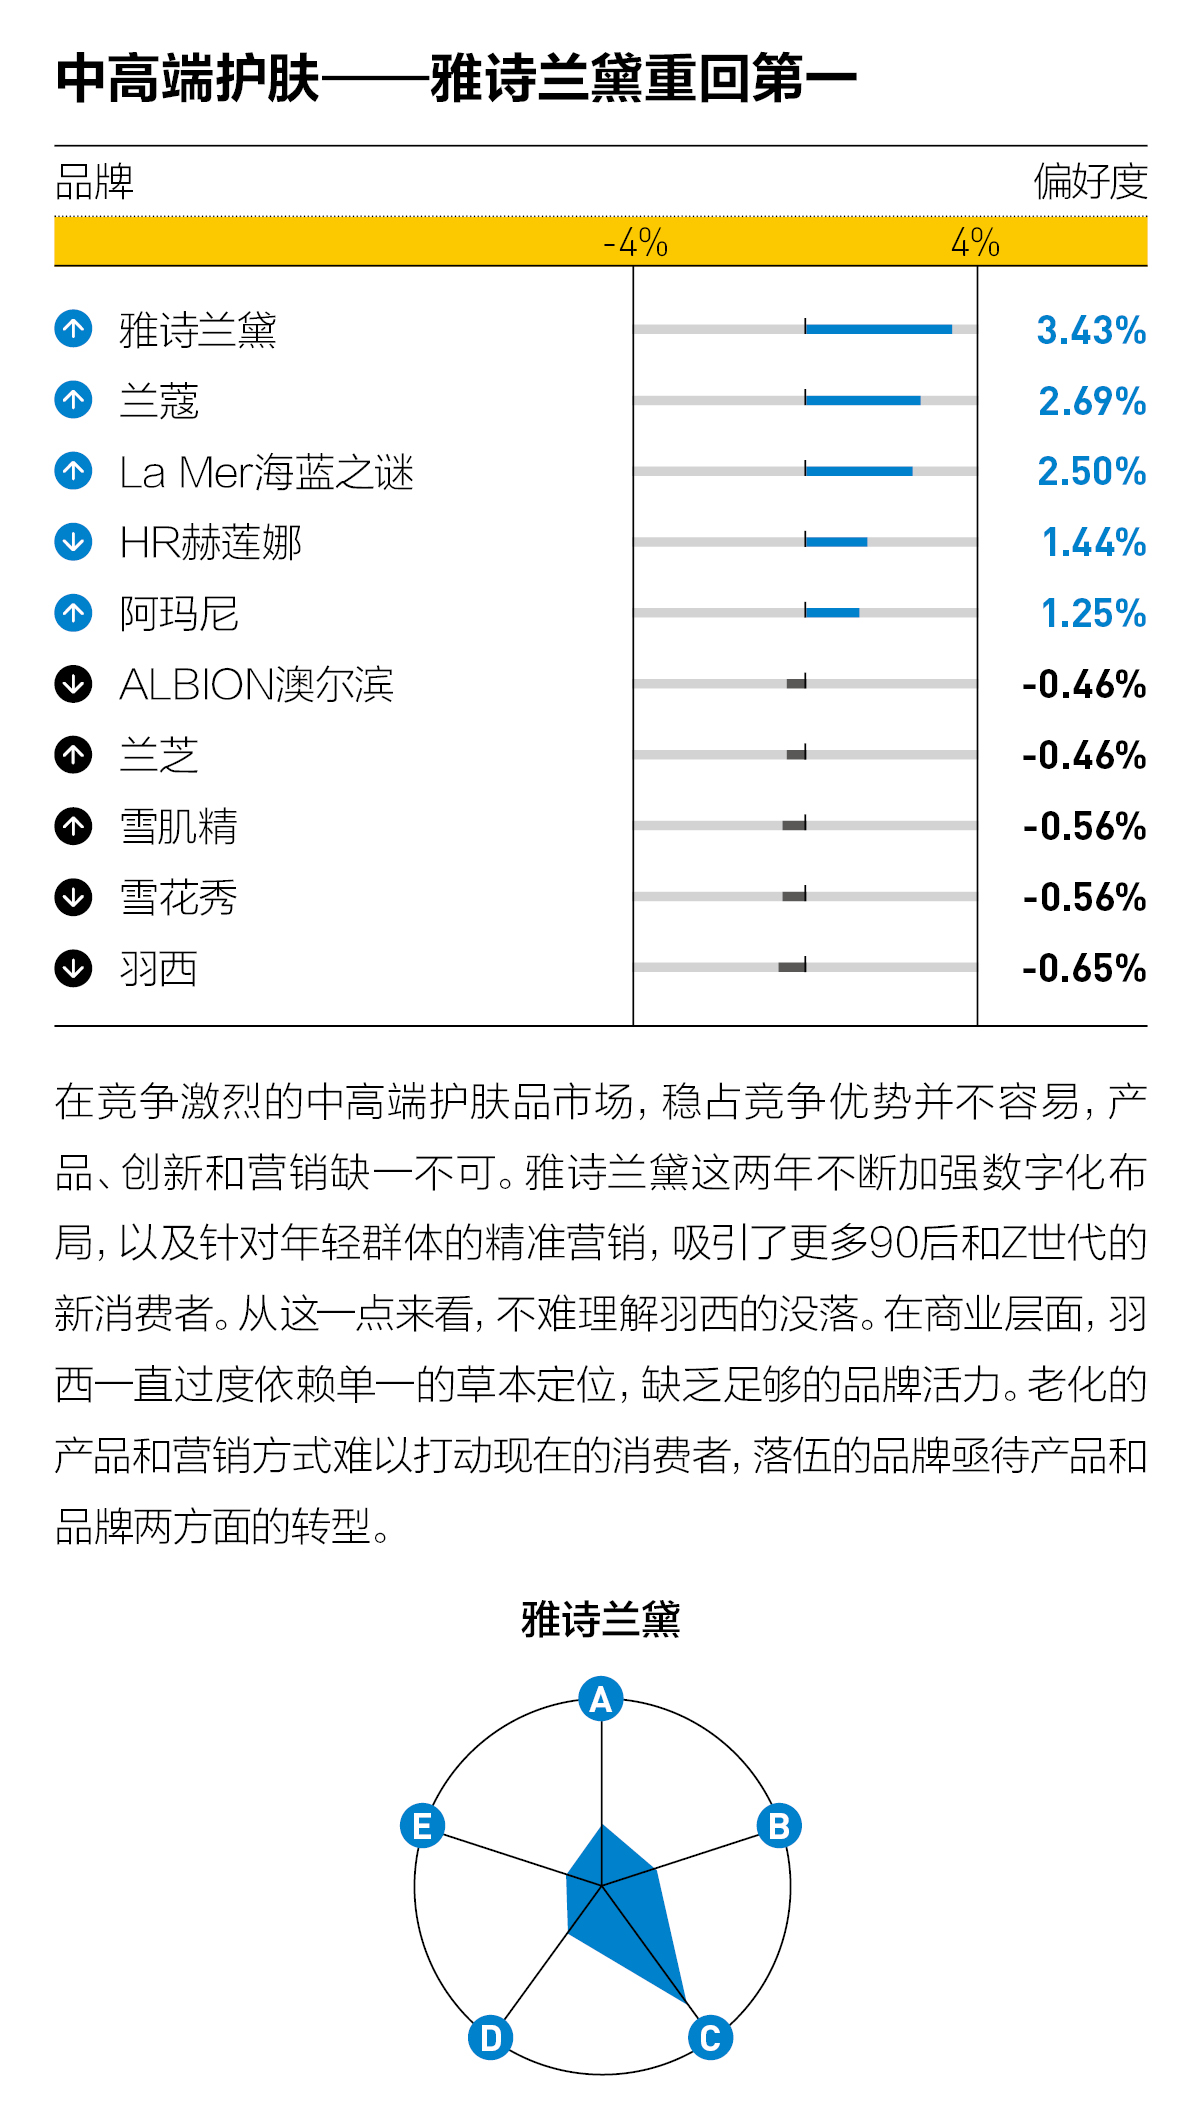 中高端护肤——雅诗兰黛重回第一
品牌 偏好度
-4% 4%
雅诗兰黛 3.43%
兰蔻 2.69%
La Mer海蓝之谜 2.50%
HR赫莲娜 1.44%
阿玛尼 1.25%
ALBION澳尔滨 -0.46%
兰芝 -0.46%
雪肌精 -0.56%
雪花秀 -0.56%
羽西 -0.65%
在竞争激烈的中高端护肤品市场，稳占竞争优势并不容易，产
品、创新和营销缺一不可。雅诗兰黛这两年不断加强数字化布
局，以及针对年轻群体的精准营销，吸引了更多90后和Z世代的
新消费者。从这一点来看，不难理解羽西的没落。在商业层面，羽
西一直过度依赖单一的草本定位，缺乏足够的品牌活力。老化的
产品和营销方式难以打动现在的消费者，落伍的品牌亟待产品和
品牌两方面的转型。
雅诗兰黛
A
E B
D C